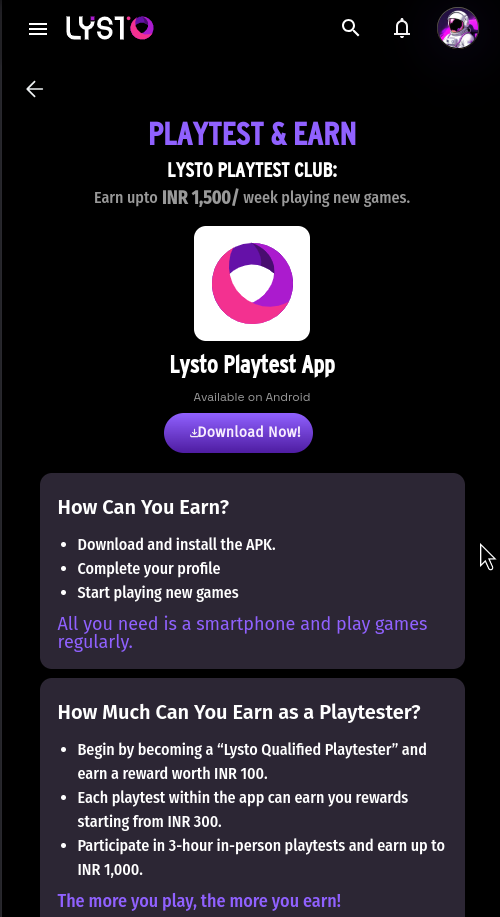 LYSTO
PLAYTEST & EARN
LYSTO PLAYTEST CLUB:
Earn upto INR 1,500/ week playing new games.
Lysto Playtest App
Available on Android
Download Now!
How Can You Earn?
• Download and install the APK.
• Complete your profile
• Start playing new games
All you need is a smartphone and play games
regularly.
How Much Can You Earn as a Playtester?
• Begin by becoming a “Lysto Qualified Playtester” and
earn a reward worth INR 100.
• Each playtest within the app can earn you rewards
starting from INR 300.
• Participate in 3-hour in-person playtests and earn up to
INR 1,000.
The more you play, the more you earn!